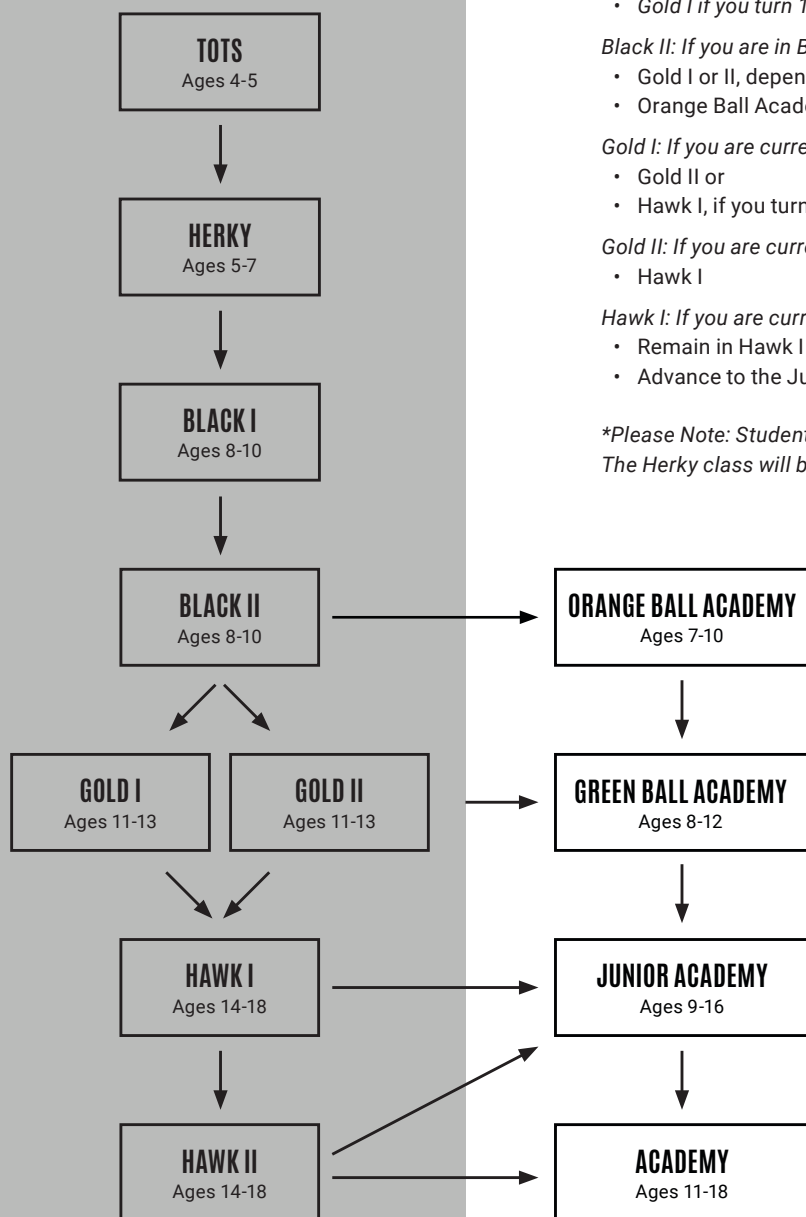 TOTS
Ages 4-5
HERKY
Ages 5-7
BLACK I
Ages 8-10
BLACK II
Ages 8-10
GOLD I
Ages 11-13
GOLD II
Ages 11-13
HAWK I
Ages 14-18
HAWK II
Ages 14-18
• Gold I if you turn 1
Black II: If you are in B
• Gold I or II, depen
• Orange Ball Acad
Gold I: If you are curre
• Gold II or
• Hawk I, if you turn
Gold II: If you are curre
• Hawk I
Hawk I: If you are curr
• Remain in Hawk I
• Advance to the Ju
*Please Note: Student
The Herky class will b
ORANGE BALL ACADEMY
Ages 7-10
GREEN BALL ACADEMY
Ages 8-12
JUNIOR ACADEMY
Ages 9-16
ACADEMY
Ages 11-18